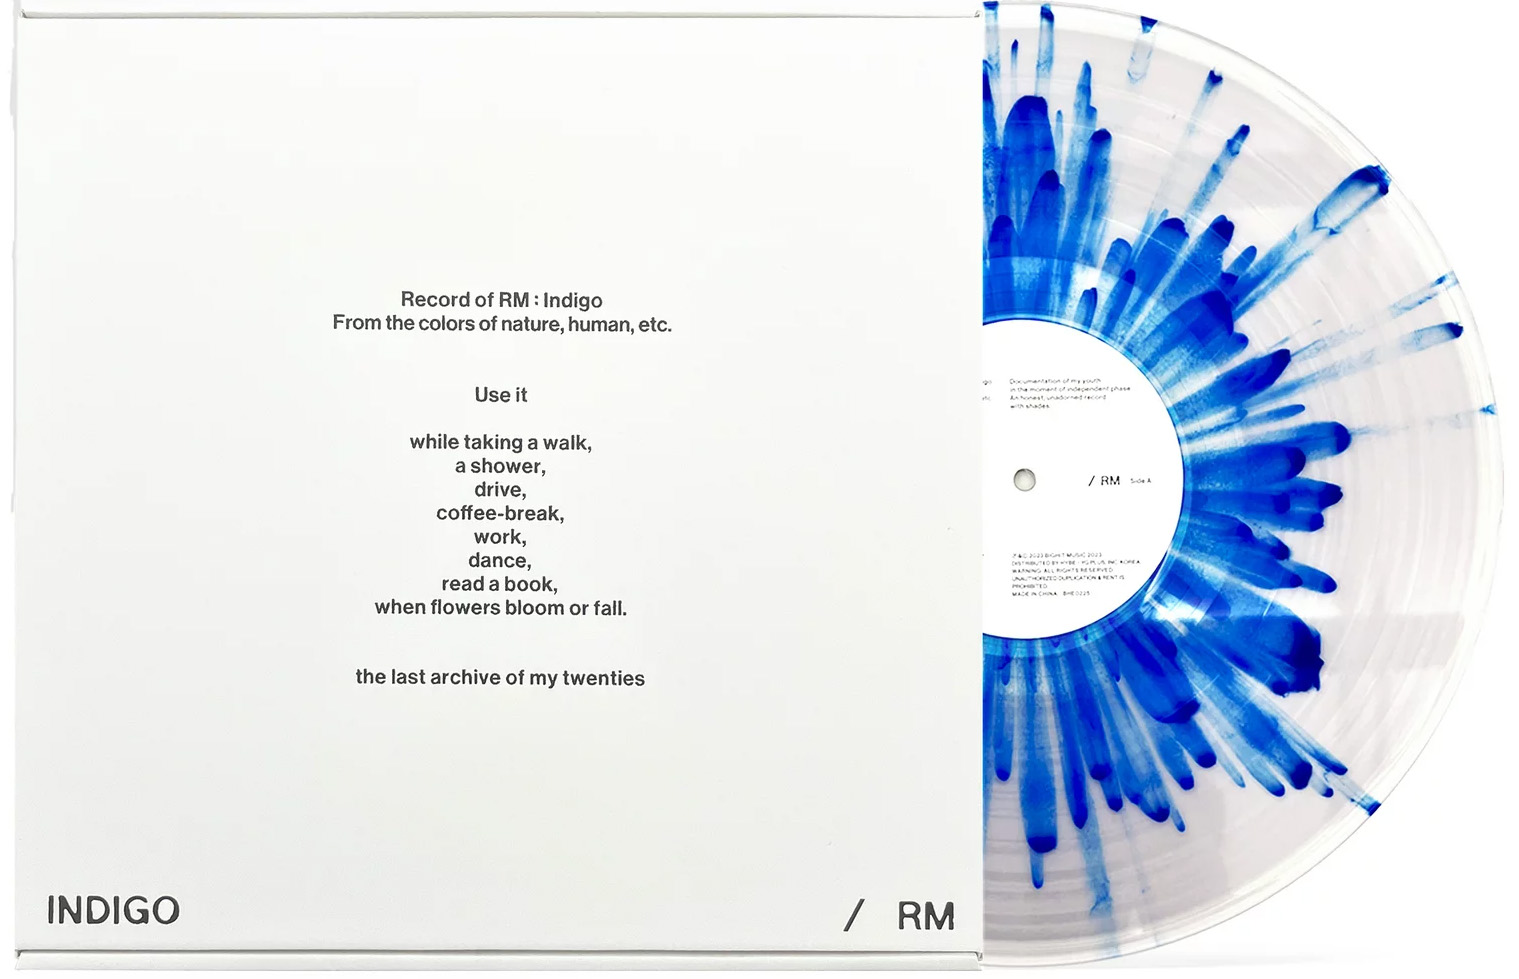 Record of RM : Indigo
From the colors of nature, human, etc.
Use it
while taking a walk,
a shower,
drive,
coffee-break,
work,
dance,
read a book,
when flowers bloom or fall.
the last archive of my twenties
INDIGO / RM
Documentation of my youth
in the moment of independent phase
An honest, unadorned record
with shades
/ RM Side A
BIGHIT MUSIC
DISTRIBUTED BY HYBE - YG PLUS, INC KOREA.
WARNING: ALL RIGHTS RESERVED.
UNAUTHORIZED DUPLICATION & RENT IS
PROHIBITED.
MADE IN CHINA